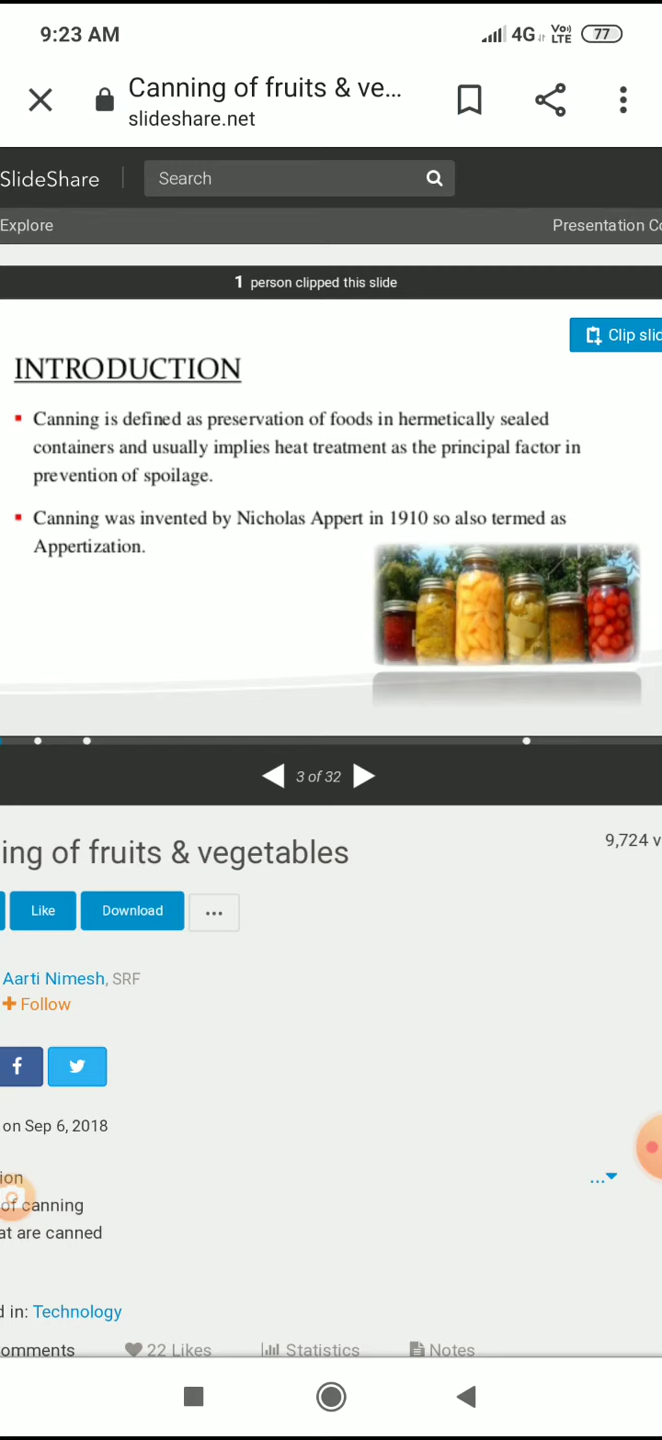 9:23 AM
4G
Vo))
LTE
77
Canning of fruits & ve...
slideshare.net
SlideShare
Search
Explore
Presentation Co
1 person clipped this slide
Clip slid
INTRODUCTION
▪ Canning is defined as preservation of foods in hermetically sealed
containers and usually implies heat treatment as the principal factor in
prevention of spoilage.
▪ Canning was invented by Nicholas Appert in 1910 so also termed as
Appertization.
3 of 32
ing of fruits & vegetables
9,724 v
Like
Download
...
Aarti Nimesh, SRF
+ Follow
f
on Sep 6, 2018
ion
...
of canning
at are canned
d in: Technology
omments
22 Likes
Statistics
Notes